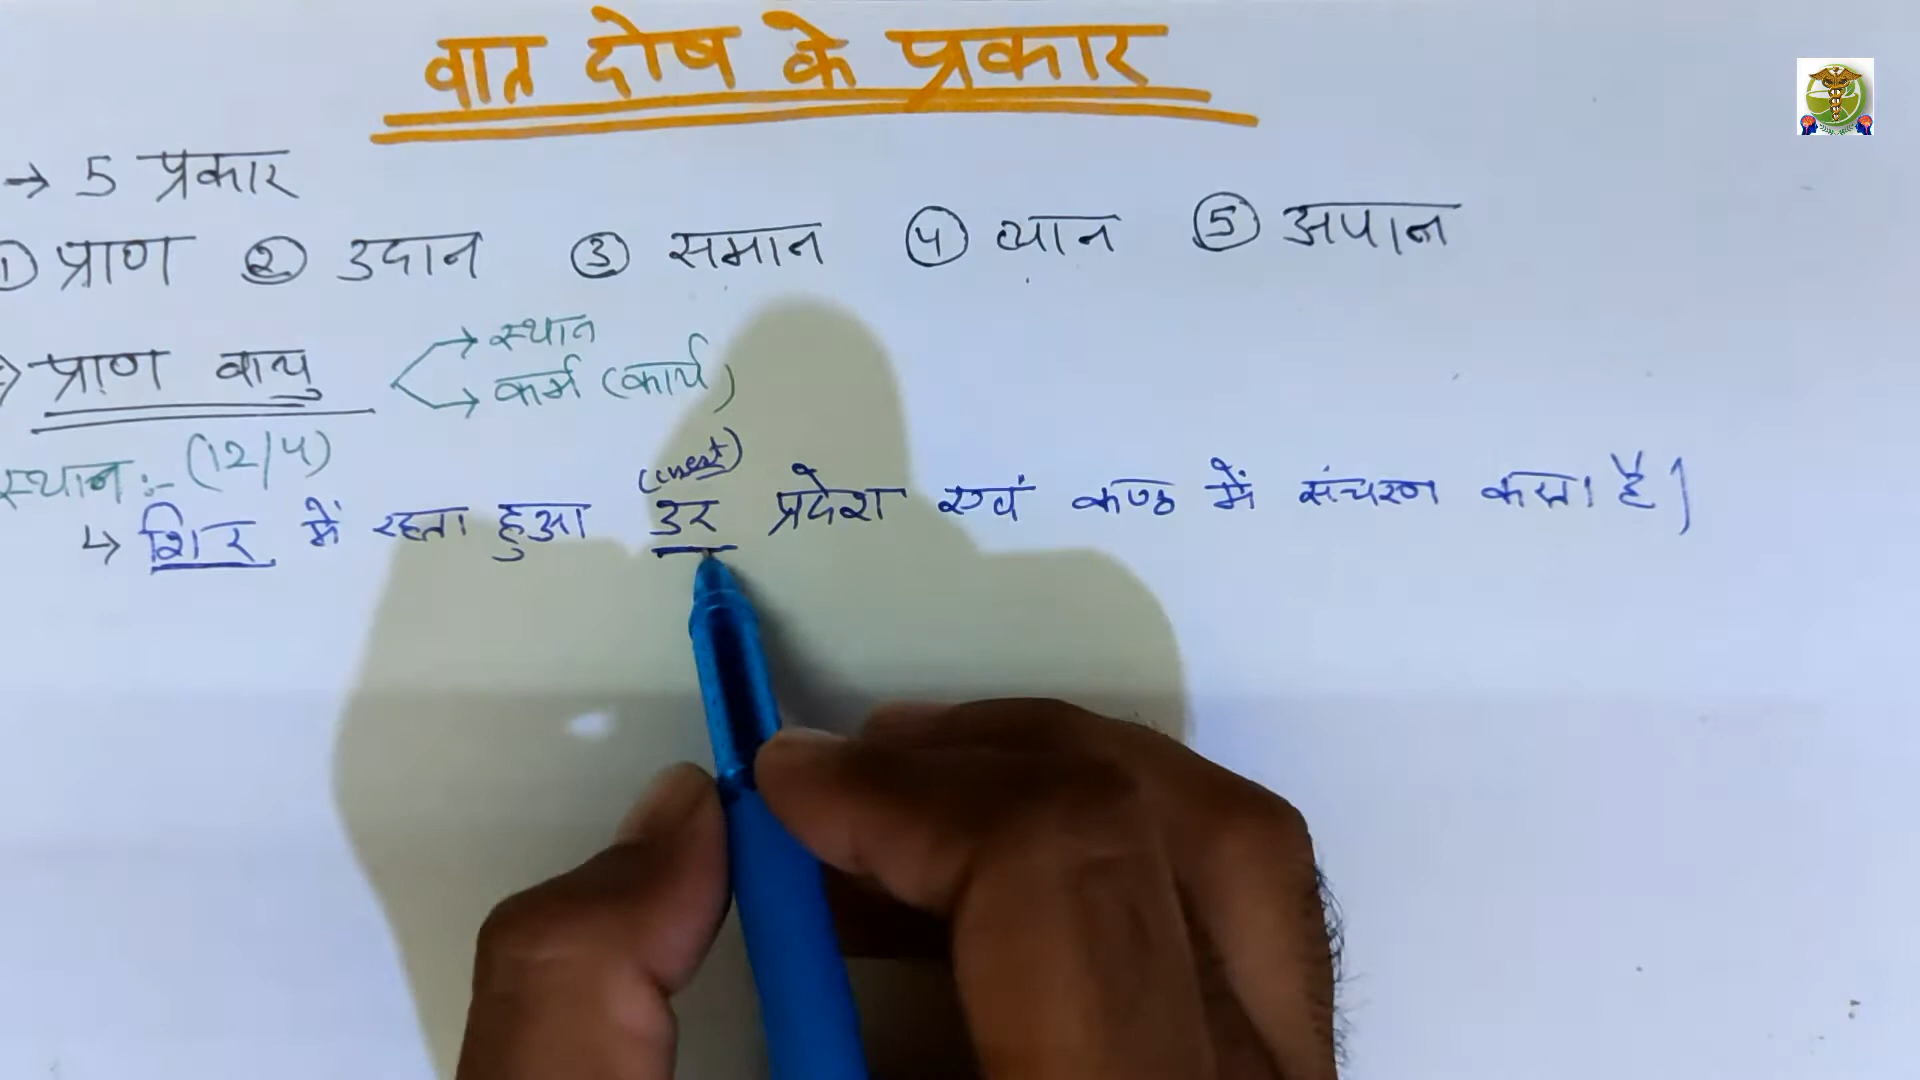 वात दोष के प्रकार
→ 5 प्रकार
① प्राण ② उदान ③ समान ④ व्यान ⑤ अपान
प्राण वायु → स्थान
→ कर्म (कार्य)
स्थान :- (12/4)
(chest)
↳ शिर में रहता हुआ उर प्रदेश एवं कण्ठ में संचरण करता है।